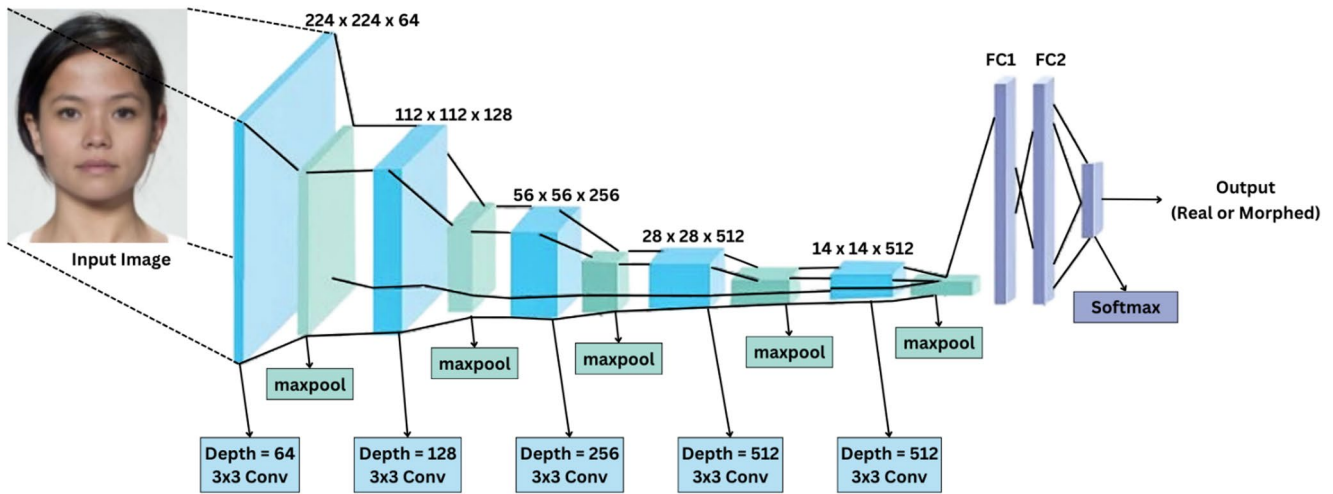 224 x 224 x 64
112 x 112 x 128
56 x 56 x 256
28 x 28 x 512
14 x 14 x 512
FC1
FC2
Input Image
Output
(Real or Morphed)
Softmax
maxpool
maxpool
maxpool
maxpool
maxpool
Depth = 64
3x3 Conv
Depth = 128
3x3 Conv
Depth = 256
3x3 Conv
Depth = 512
3x3 Conv
Depth = 512
3x3 Conv